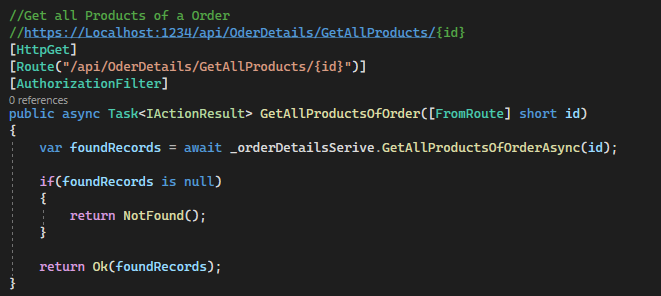 //Get all Products of a Order
//https://Localhost:1234/api/OderDetails/GetAllProducts/{id}
[HttpGet]
[Route("/api/OderDetails/GetAllProducts/{id}")]
[AuthorizationFilter]
0 references
public async Task<IActionResult> GetAllProductsOfOrder([FromRoute] short id)
{
var foundRecords = await _orderDetailsSerive.GetAllProductsOfOrderAsync(id);
if(foundRecords is null)
{
return NotFound();
}
return Ok(foundRecords);
}